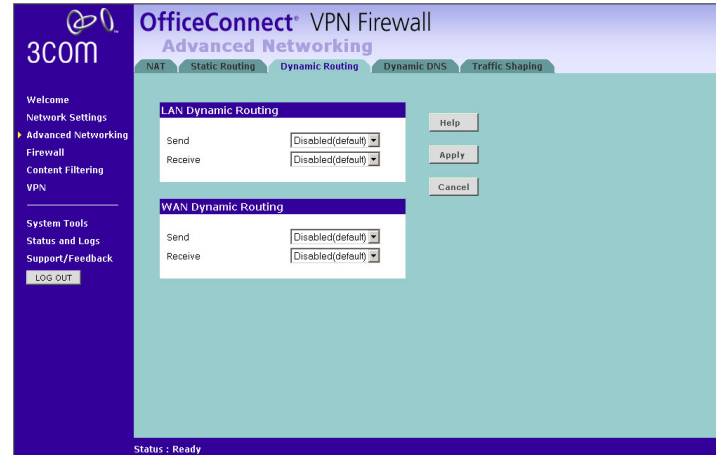 3COM
OfficeConnect® VPN Firewall
Advanced Networking
NAT Static Routing Dynamic Routing Dynamic DNS Traffic Shaping
Welcome
Network Settings
Advanced Networking
Firewall
Content Filtering
VPN
System Tools
Status and Logs
Support/Feedback
LOG OUT
LAN Dynamic Routing
Send Disabled(default)
Receive Disabled(default)
WAN Dynamic Routing
Send Disabled(default)
Receive Disabled(default)
Help
Apply
Cancel
Status : Ready